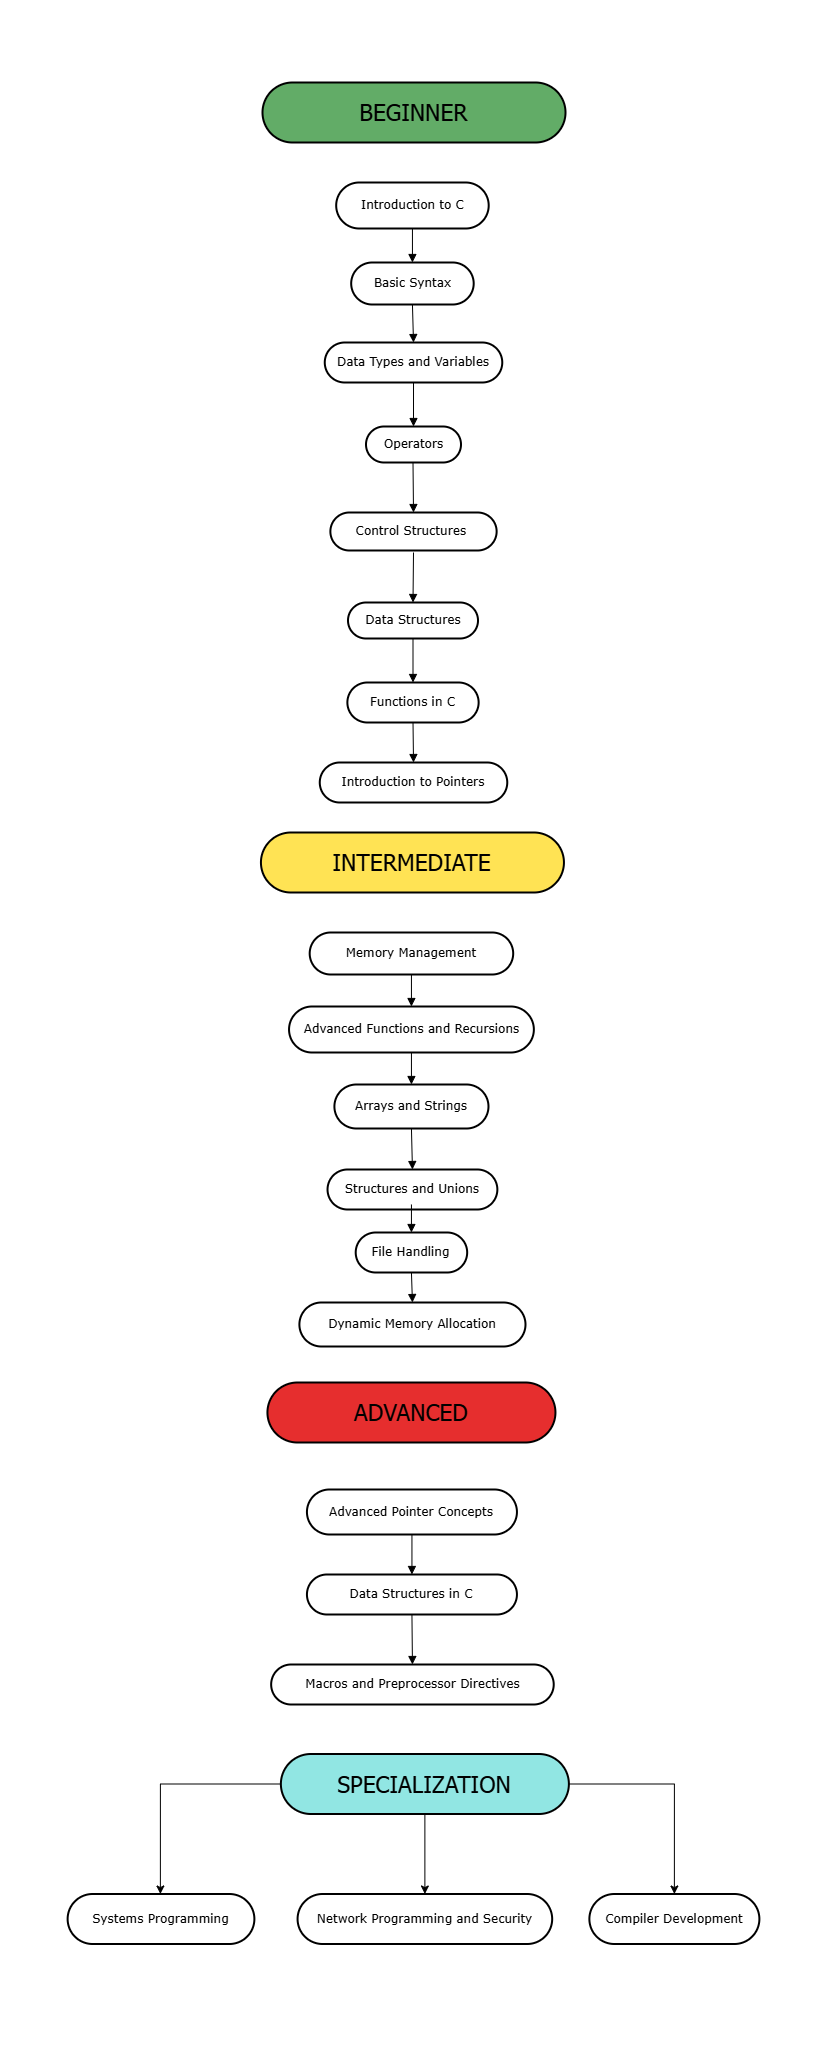 BEGINNER
Introduction to C
Basic Syntax
Data Types and Variables
Operators
Control Structures
Data Structures
Functions in C
Introduction to Pointers
INTERMEDIATE
Memory Management
Advanced Functions and Recursions
Arrays and Strings
Structures and Unions
File Handling
Dynamic Memory Allocation
ADVANCED
Advanced Pointer Concepts
Data Structures in C
Macros and Preprocessor Directives
SPECIALIZATION
Systems Programming
Network Programming and Security
Compiler Development